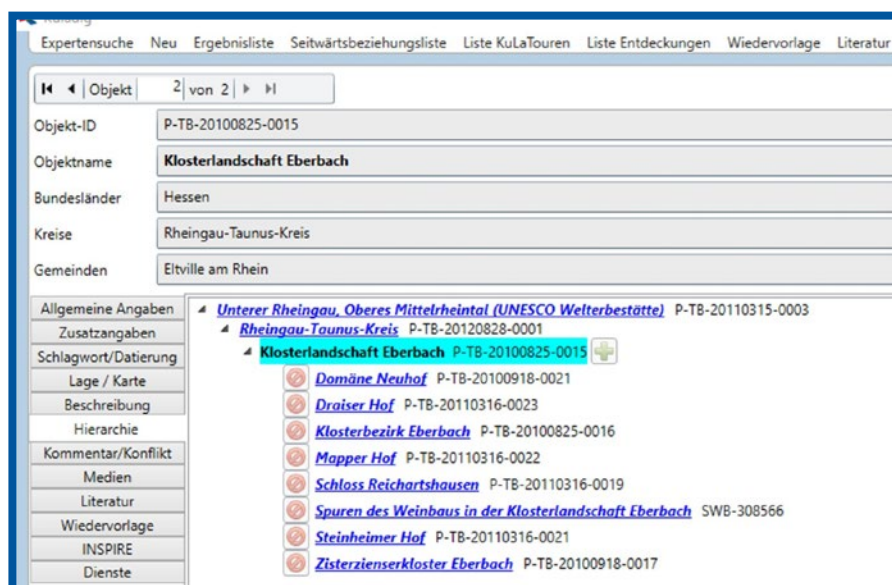 Expertensuche Neu Ergebnisliste Seitwärtsbeziehungsliste Liste KuLaTouren Liste Entdeckungen Wiedervorlage Literatur
Objekt 2 von 2
Objekt-ID P-TB-20100825-0015
Objektname Klosterlandschaft Eberbach
Bundesländer Hessen
Kreise Rheingau-Taunus-Kreis
Gemeinden Eltville am Rhein
Allgemeine Angaben
Zusatzangaben
Schlagwort/Datierung
Lage / Karte
Beschreibung
Hierarchie
Kommentar/Konflikt
Medien
Literatur
Wiedervorlage
INSPIRE
Dienste
Unterer Rheingau, Oberes Mittelrheintal (UNESCO Welterbestätte) P-TB-20110315-0003
Rheingau-Taunus-Kreis P-TB-20120828-0001
Klosterlandschaft Eberbach P-TB-20100825-0015
Domäne Neuhof P-TB-20100918-0021
Draiser Hof P-TB-20110316-0023
Klosterbezirk Eberbach P-TB-20100825-0016
Mapper Hof P-TB-20110316-0022
Schloss Reichartshausen P-TB-20110316-0019
Spuren des Weinbaus in der Klosterlandschaft Eberbach SWB-308566
Steinheimer Hof P-TB-20110316-0021
Zisterzienserkloster Eberbach P-TB-20100918-0017